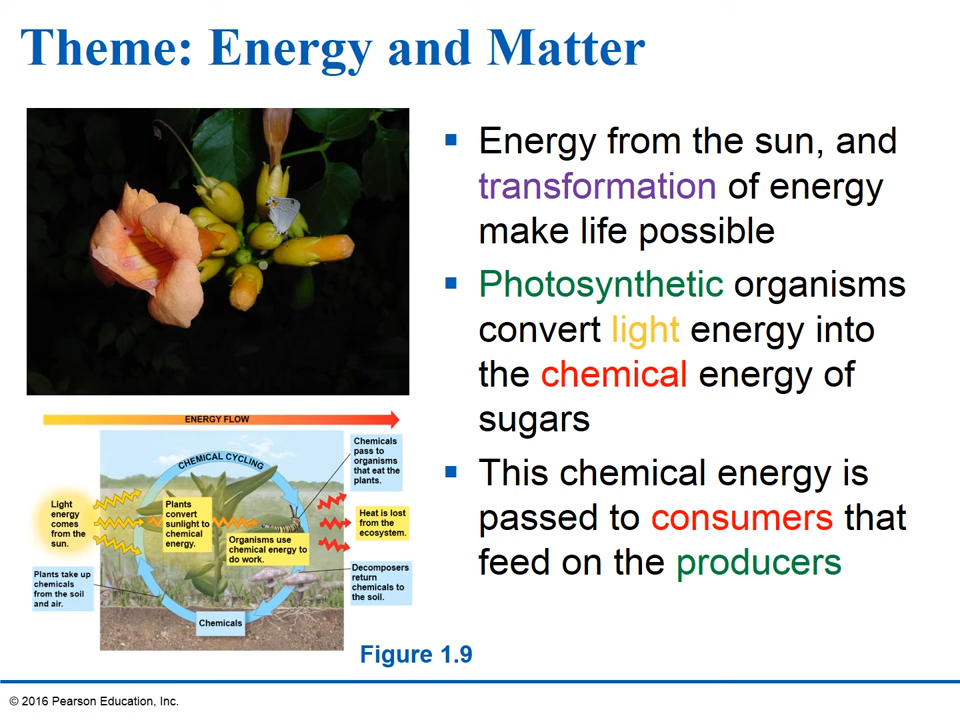 Theme: Energy and Matter
▪ Energy from the sun, and
transformation of energy
make life possible
▪ Photosynthetic organisms
convert light energy into
the chemical energy of
sugars
▪ This chemical energy is
passed to consumers that
feed on the producers
ENERGY FLOW
CHEMICAL CYCLING
Chemicals
pass to
organisms
that eat the
plants.
Light
energy
comes
from the
sun.
Plants
convert
sunlight to
chemical
energy.
Organisms use
chemical energy to
do work.
Heat is lost
from the
ecosystem.
Plants take up
chemicals
from the soil
and air.
Decomposers
return
chemicals to
the soil.
Chemicals
Figure 1.9
© 2016 Pearson Education, Inc.